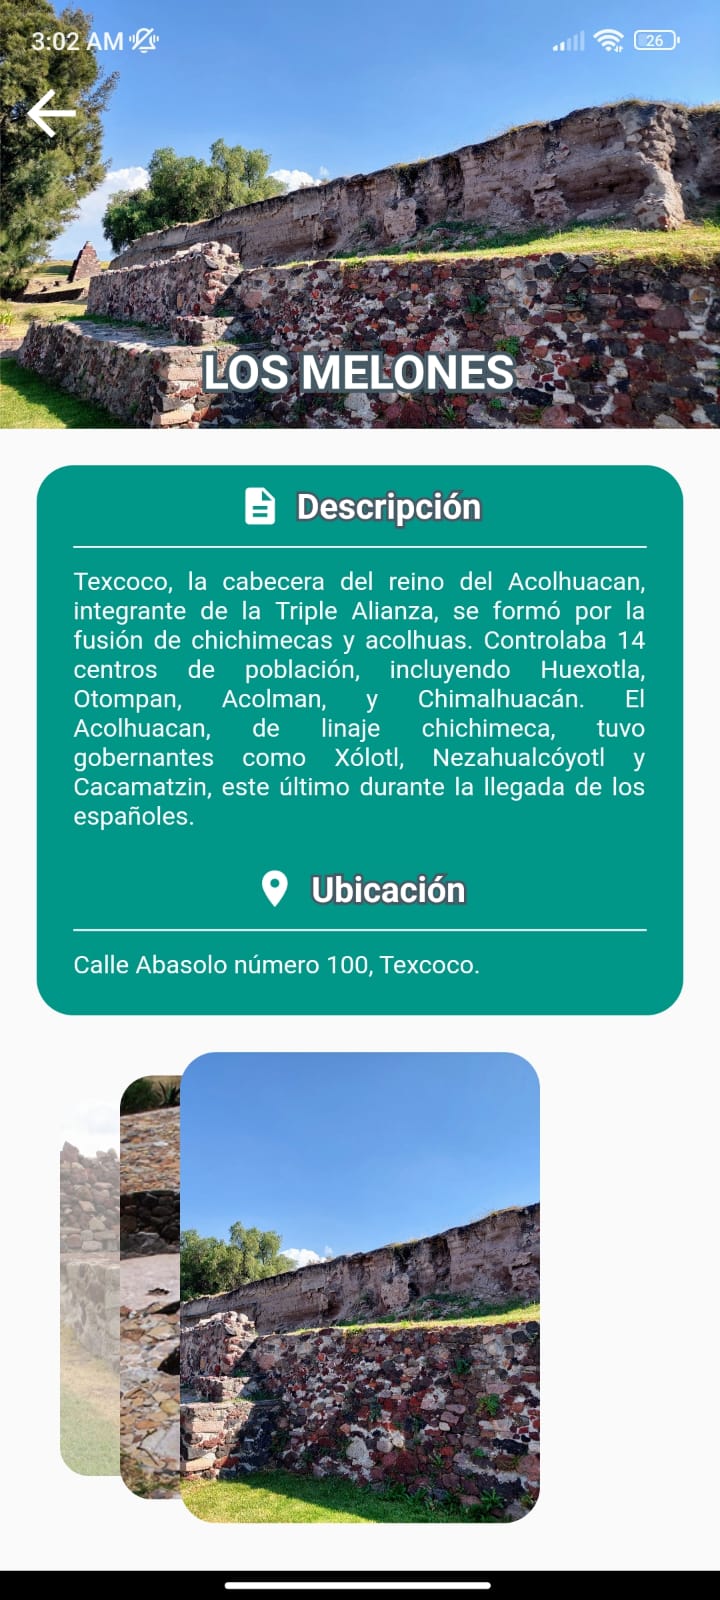 3:02 AM
26
LOS MELONES
Descripción
Texcoco, la cabecera del reino del Acolhuacan,
integrante de la Triple Alianza, se formó por la
fusión de chichimecas y acolhuas. Controlaba 14
centros de población, incluyendo Huexotla,
Otompan, Acolman, y Chimalhuacán. El
Acolhuacan, de linaje chichimeca, tuvo
gobernantes como Xólotl, Nezahualcóyotl y
Cacamatzin, este último durante la llegada de los
españoles.
Ubicación
Calle Abasolo número 100, Texcoco.